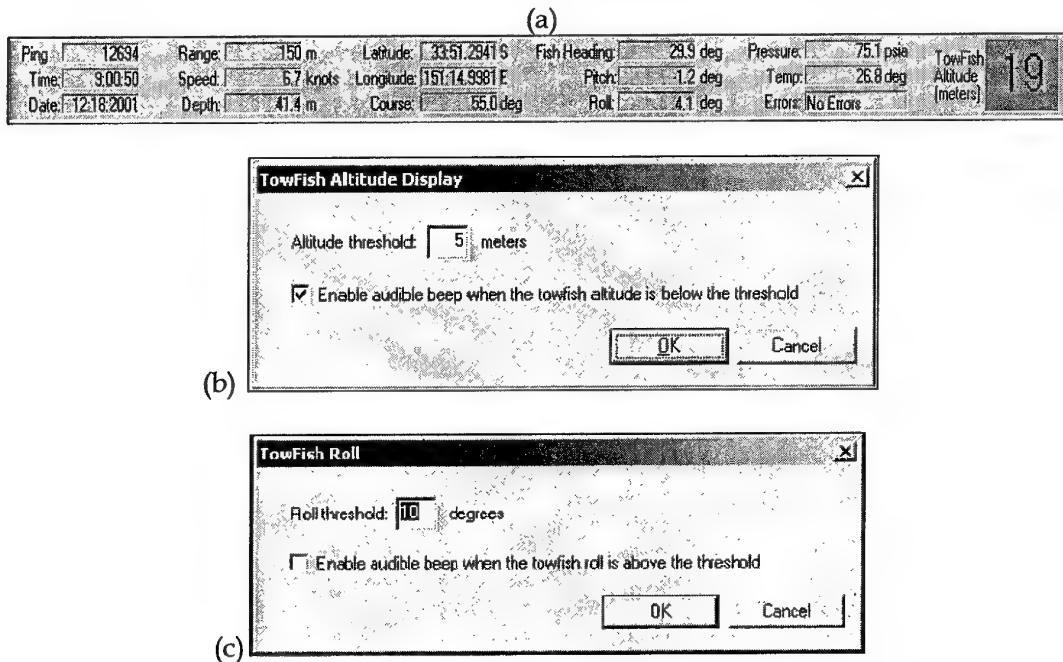 (a)
Ping: 12694 Range: 150 m Latitude: 33:51.2941 S Fish Heading: 29.9 deg Pressure: 75.1 psia
Time: 9:00:50 Speed: 6.7 knots Longitude: 151:14.9981 E Pitch: -1.2 deg Temp: 26.8 deg
Date: 12:18:2001 Depth: 41.4 m Course: 55.0 deg Roll: 4.1 deg Errors: No Errors
TowFish
Altitude
(meters)
19
TowFish Altitude Display
Altitude threshold: 5 meters
Enable audible beep when the towfish altitude is below the threshold
OK Cancel
(b)
TowFish Roll
Roll threshold: 10 degrees
Enable audible beep when the towfish roll is above the threshold
OK Cancel
(c)